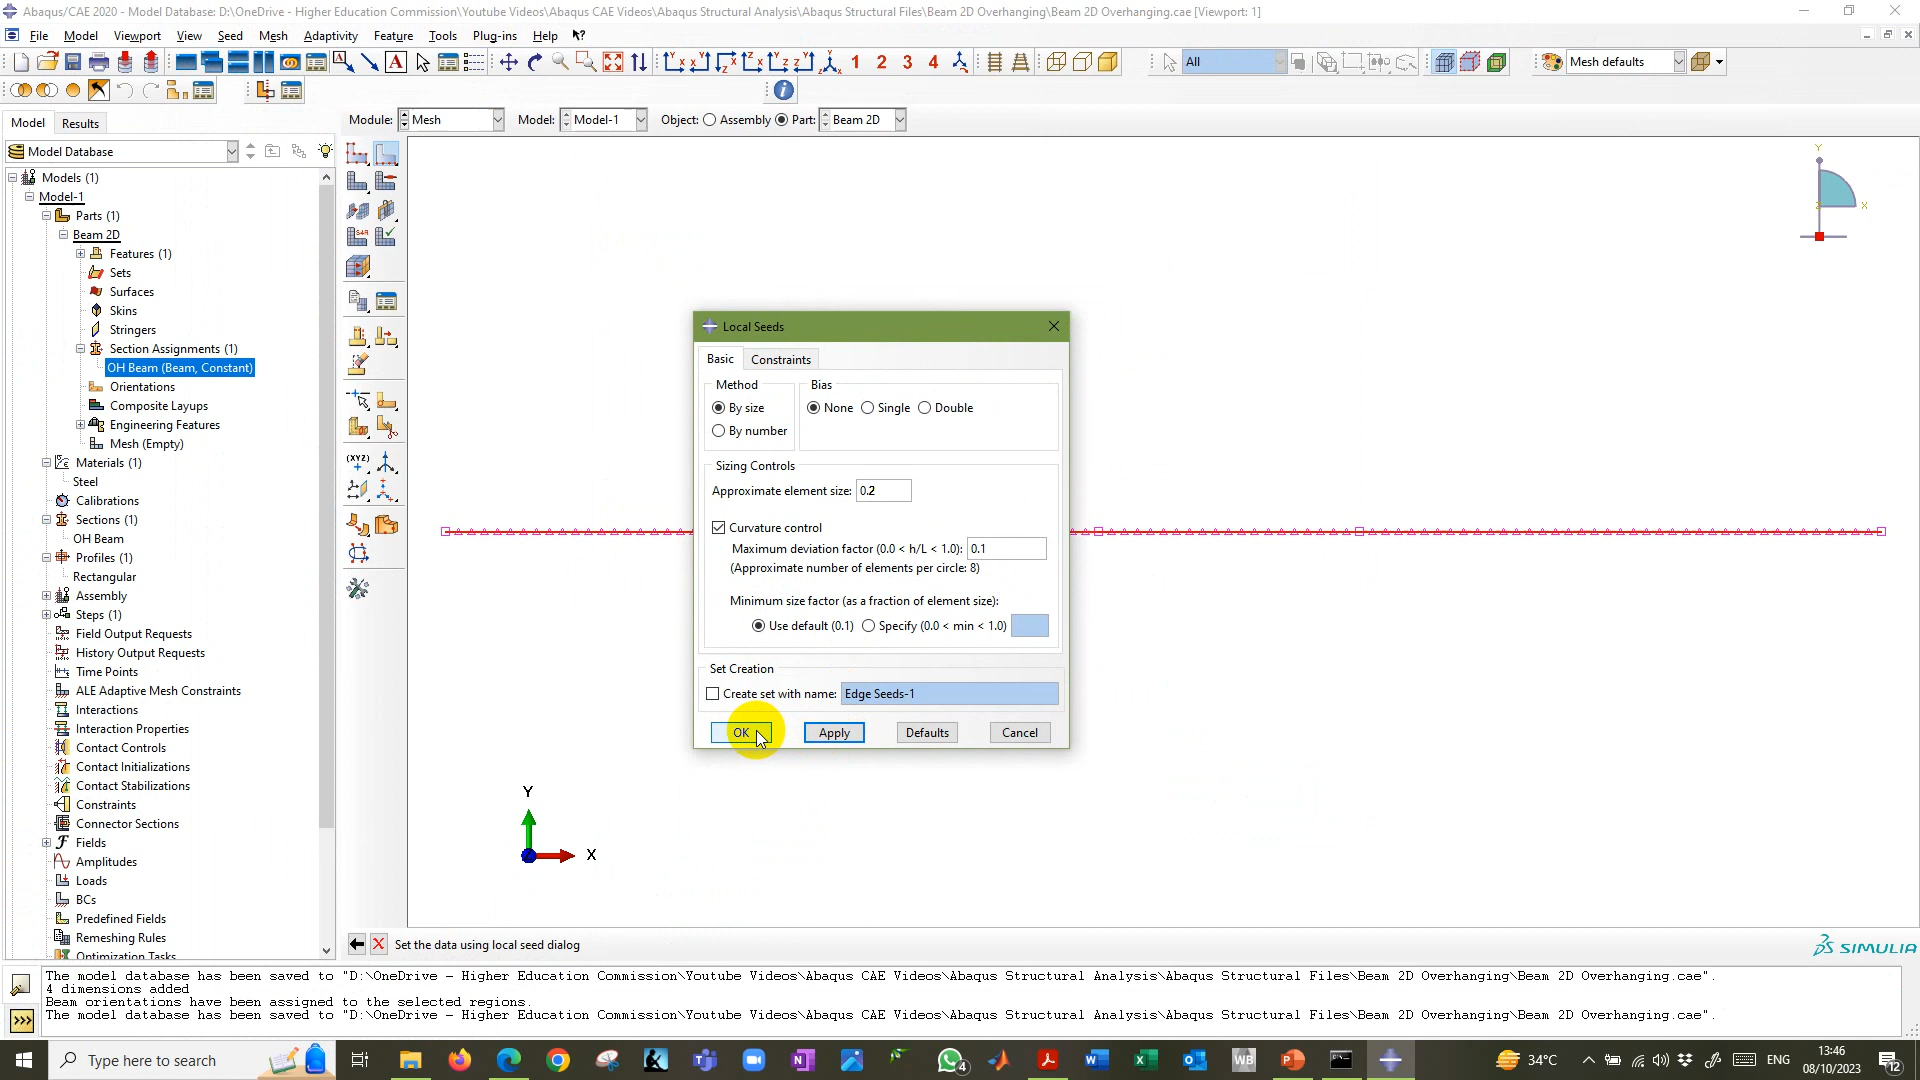 Abaqus/CAE 2020 - Model Database: D:\OneDrive - Higher Education Commission\Youtube Videos\Abaqus CAE Videos\Abaqus Structural Analysis\Abaqus Structural Files\Beam 2D Overhanging\Beam 2D Overhanging.cae [Viewport: 1]
File Model Viewport View Seed Mesh Adaptivity Feature Tools Plug-ins Help
1 2 3 4 All Mesh defaults
Model Results
Module: Mesh Model: Model-1 Object: Assembly Part: Beam 2D
Model Database
Models (1)
Model-1
Parts (1)
Beam 2D
Features (1)
Sets
Surfaces
Skins
Stringers
Section Assignments (1)
OH Beam (Beam, Constant)
Orientations
Composite Layups
Engineering Features
Mesh (Empty)
Materials (1)
Steel
Calibrations
Sections (1)
OH Beam
Profiles (1)
Rectangular
Assembly
Steps (1)
Field Output Requests
History Output Requests
Time Points
ALE Adaptive Mesh Constraints
Interactions
Interaction Properties
Contact Controls
Contact Initializations
Contact Stabilizations
Constraints
Connector Sections
Fields
Amplitudes
Loads
BCs
Predefined Fields
Remeshing Rules
Optimization Tasks
Y
X
Z
Local Seeds
Basic Constraints
Method Bias
By size None Single Double
By number
Sizing Controls
Approximate element size: 0.2
Curvature control
Maximum deviation factor (0.0 < h/L < 1.0): 0.1
(Approximate number of elements per circle: 8)
Minimum size factor (as a fraction of element size):
Use default (0.1) Specify (0.0 < min < 1.0)
Set Creation
Create set with name: Edge Seeds-1
OK Apply Defaults Cancel
Y
X
Set the data using local seed dialog
SIMULIA
The model database has been saved to "D:\OneDrive - Higher Education Commission\Youtube Videos\Abaqus CAE Videos\Abaqus Structural Analysis\Abaqus Structural Files\Beam 2D Overhanging\Beam 2D Overhanging.cae".
4 dimensions added
Beam orientations have been assigned to the selected regions.
The model database has been saved to "D:\OneDrive - Higher Education Commission\Youtube Videos\Abaqus CAE Videos\Abaqus Structural Analysis\Abaqus Structural Files\Beam 2D Overhanging\Beam 2D Overhanging.cae".
>>>
Type here to search
4
34°C
ENG
13:46
08/10/2023
12